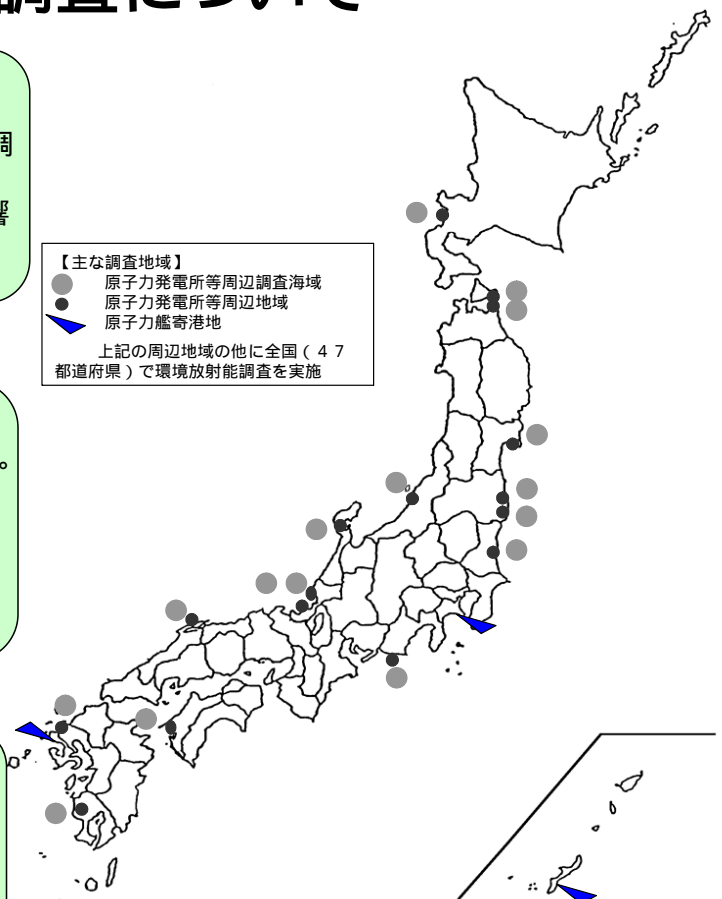 調査について
調
響
【主な調査地域】
原子力発電所等周辺調査海域
原子力発電所等周辺地域
原子力艦寄港地
上記の周辺地域の他に全国（４７
都道府県）で環境放射能調査を実施
。